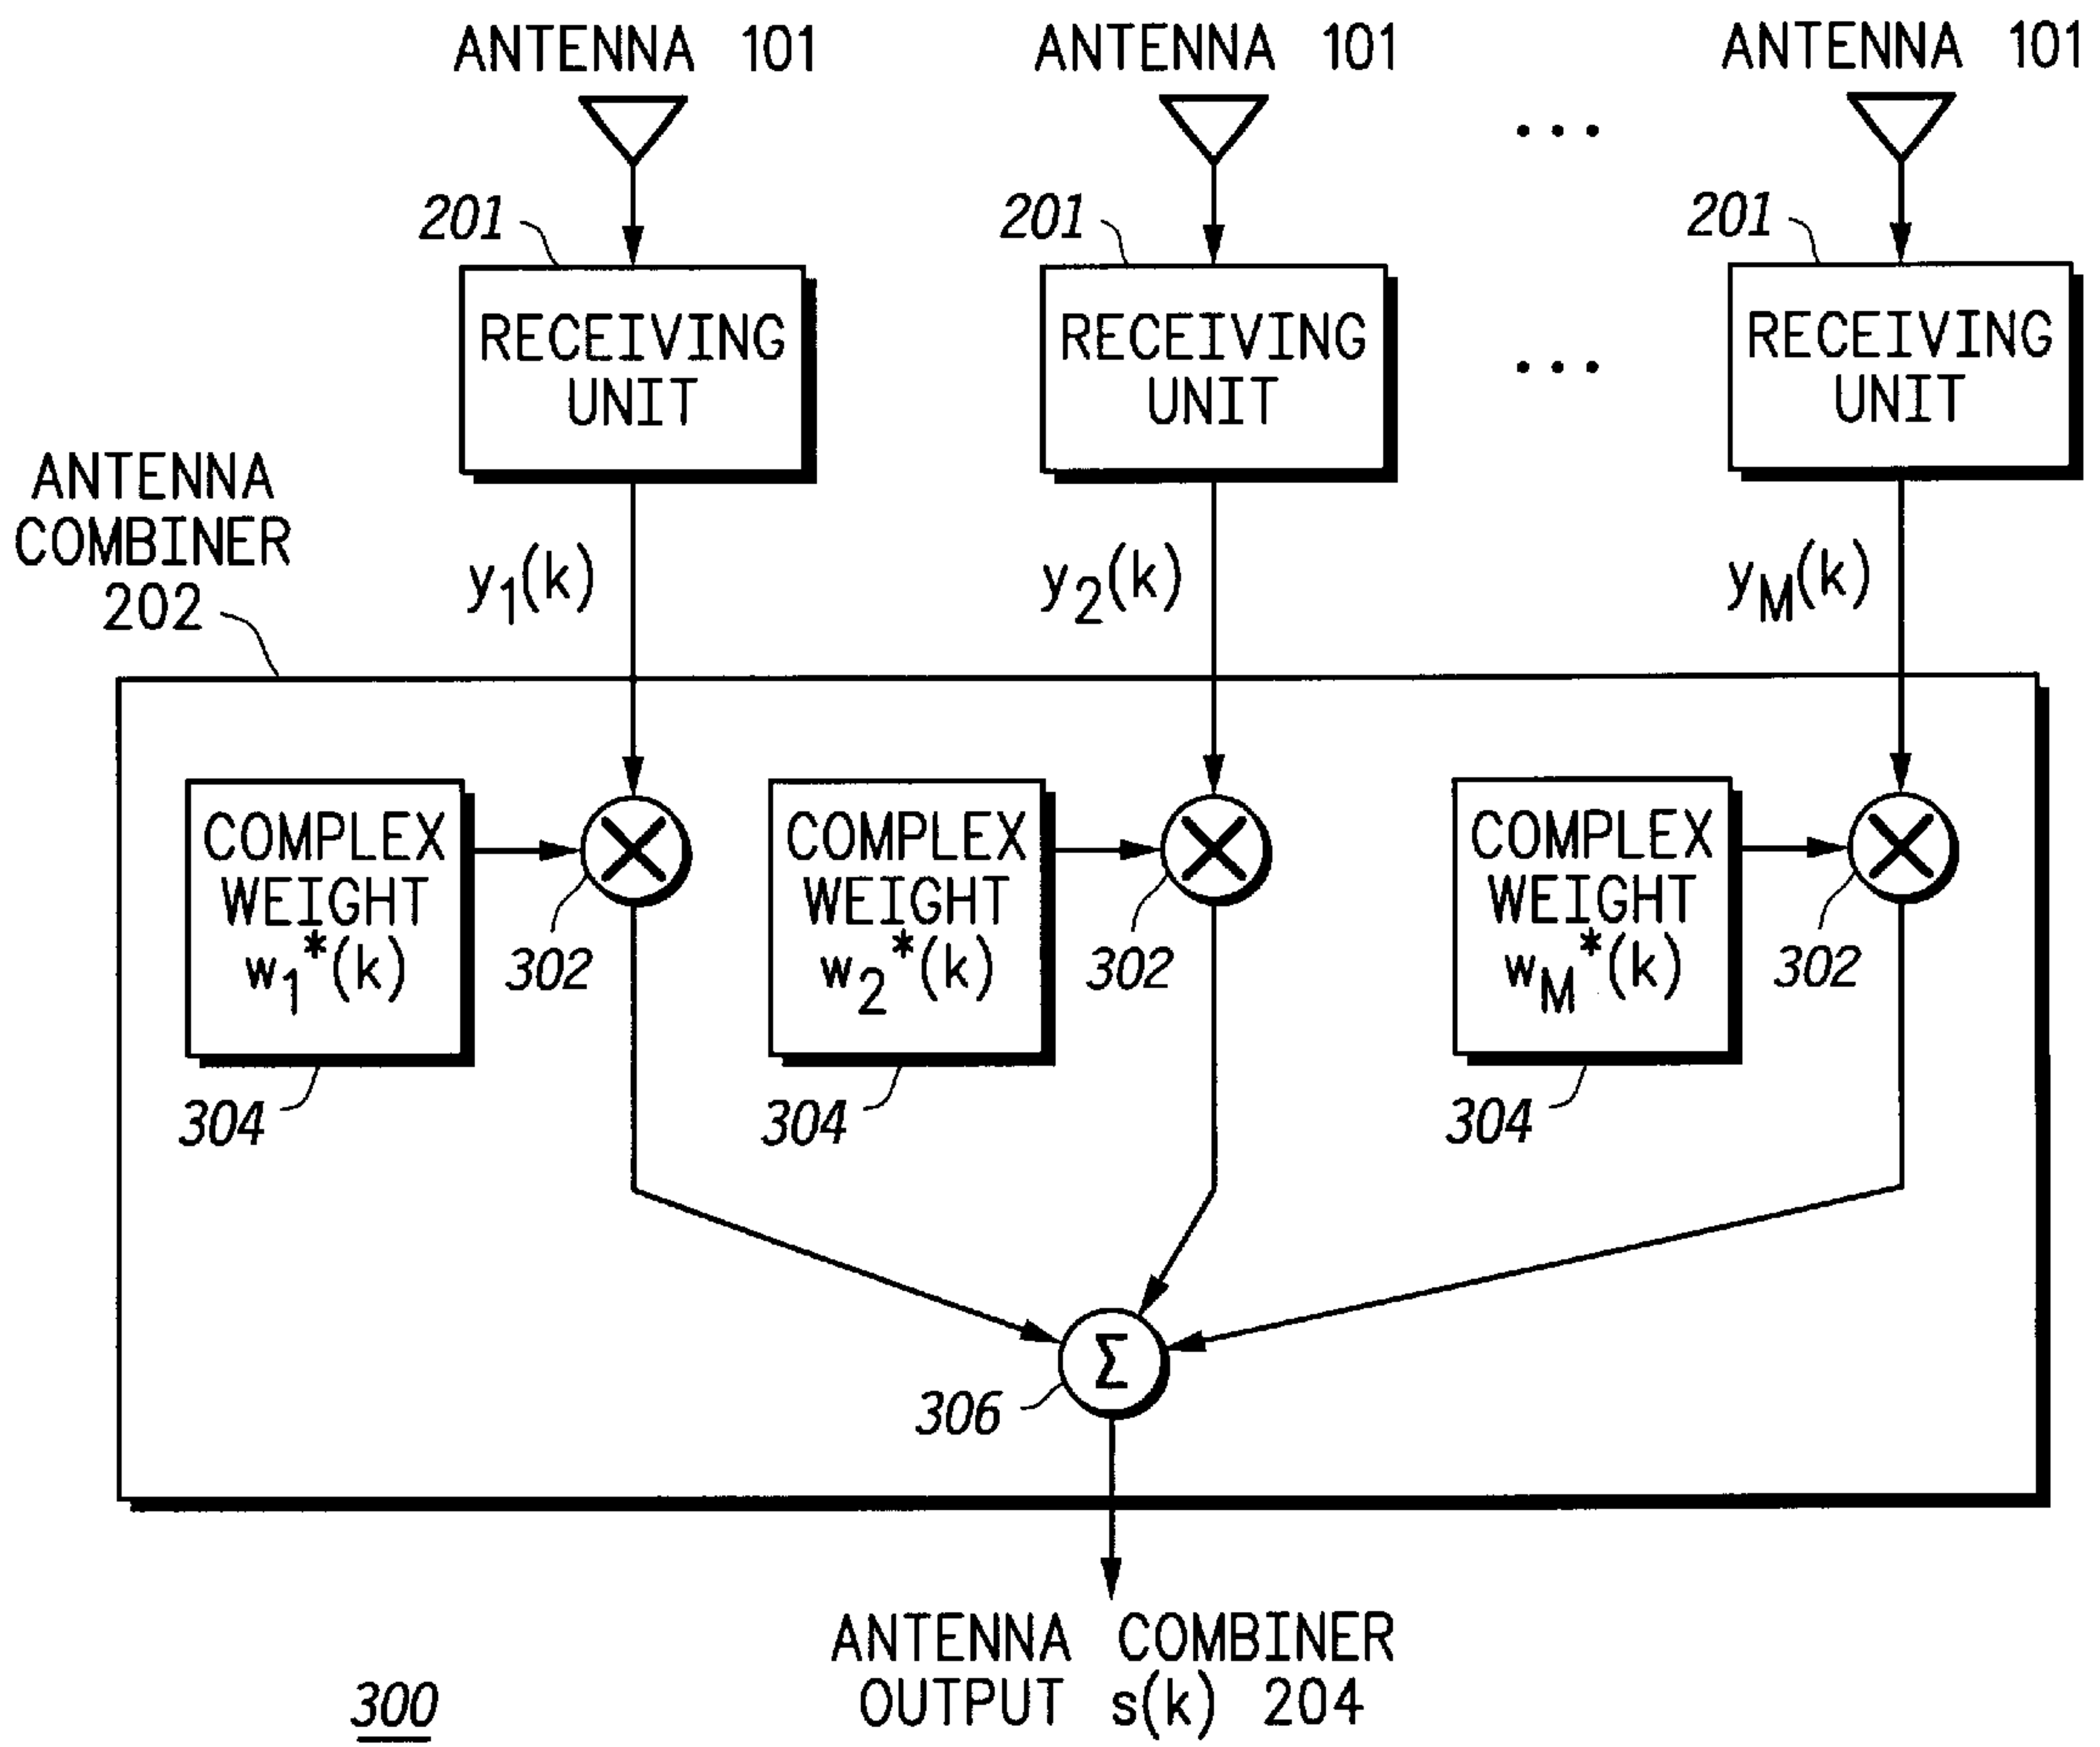 ANTENNA 101
ANTENNA 101
ANTENNA 101
...
201
201
201
RECEIVING
UNIT
RECEIVING
UNIT
...
RECEIVING
UNIT
ANTENNA
COMBINER
202
y1(k)
y2(k)
yM(k)
COMPLEX
WEIGHT
w1*(k)
302
304
COMPLEX
WEIGHT
w2*(k)
302
304
COMPLEX
WEIGHT
wM*(k)
302
304
Σ
306
ANTENNA COMBINER
OUTPUT s(k) 204
300